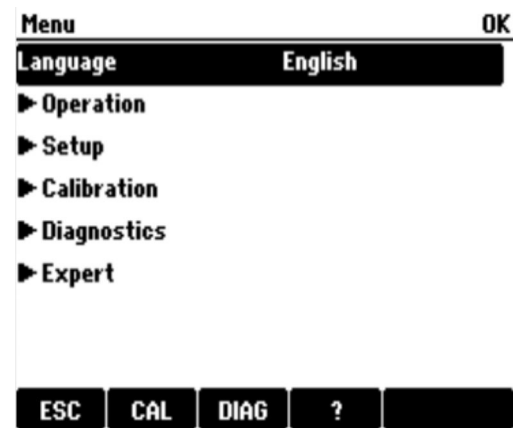 Menu OK
Language English
▶ Operation
▶ Setup
▶ Calibration
▶ Diagnostics
▶ Expert
ESC CAL DIAG ?